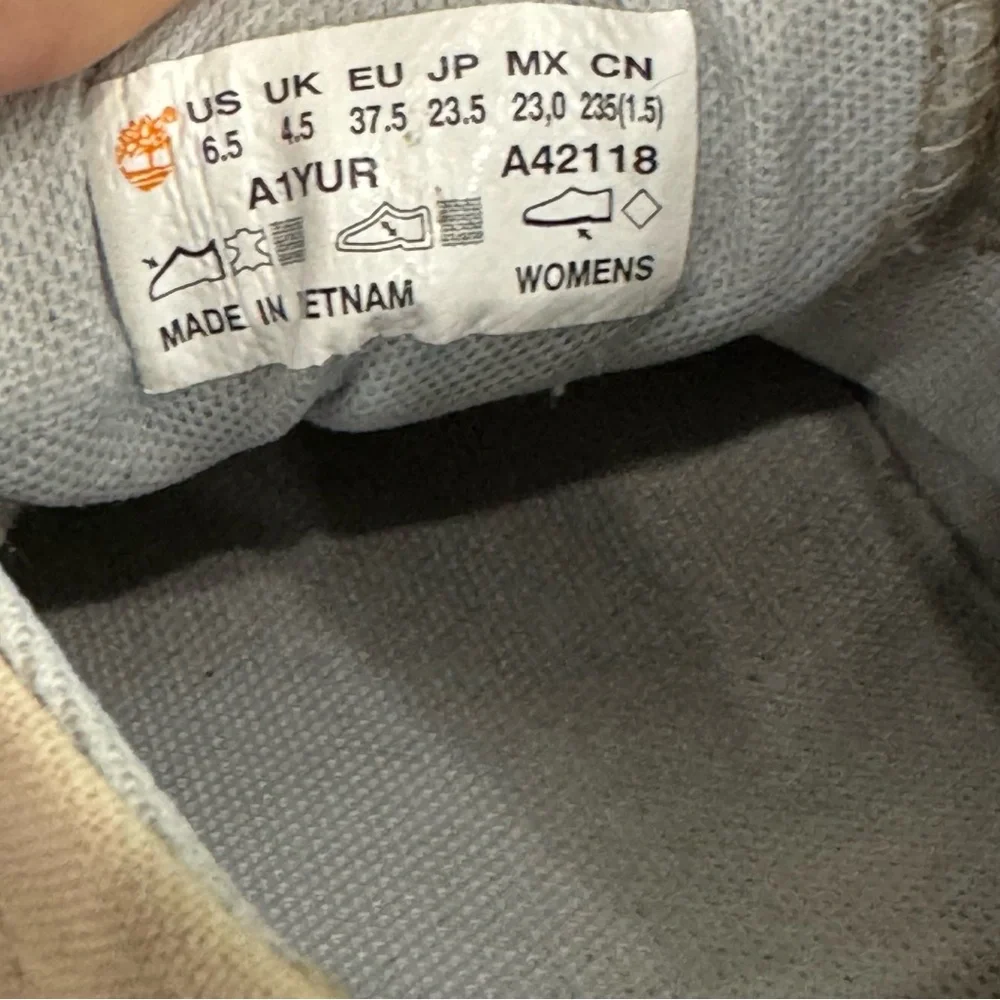 US UK EU JP MX CN
6.5 4.5 37.5 23.5 23,0 235(1.5)
A1YUR A42118
MADE IN ETNAM WOMENS